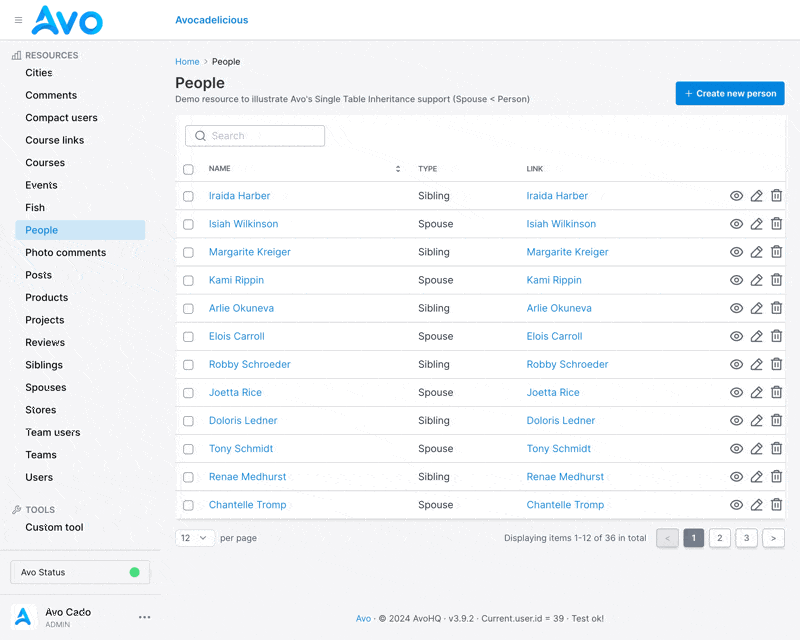 Avo
Avocadelicious
RESOURCES
Cities
Comments
Compact users
Course links
Courses
Events
Fish
People
Photo comments
Posts
Products
Projects
Reviews
Siblings
Spouses
Stores
Team users
Teams
Users
TOOLS
Custom tool
Avo Status
Avo Cado
ADMIN
Home > People
People
Demo resource to illustrate Avo's Single Table Inheritance support (Spouse < Person)
+ Create new person
Search
NAME TYPE LINK
Iraida Harber Sibling Iraida Harber
Isiah Wilkinson Spouse Isiah Wilkinson
Margarite Kreiger Sibling Margarite Kreiger
Kami Rippin Spouse Kami Rippin
Arlie Okuneva Sibling Arlie Okuneva
Elois Carroll Spouse Elois Carroll
Robby Schroeder Sibling Robby Schroeder
Joetta Rice Spouse Joetta Rice
Doloris Ledner Sibling Doloris Ledner
Tony Schmidt Spouse Tony Schmidt
Renae Medhurst Sibling Renae Medhurst
Chantelle Tromp Spouse Chantelle Tromp
12 per page Displaying items 1-12 of 36 in total < 1 2 3 >
Avo · © 2024 AvoHQ · v3.9.2 · Current.user.id = 39 · Test ok!